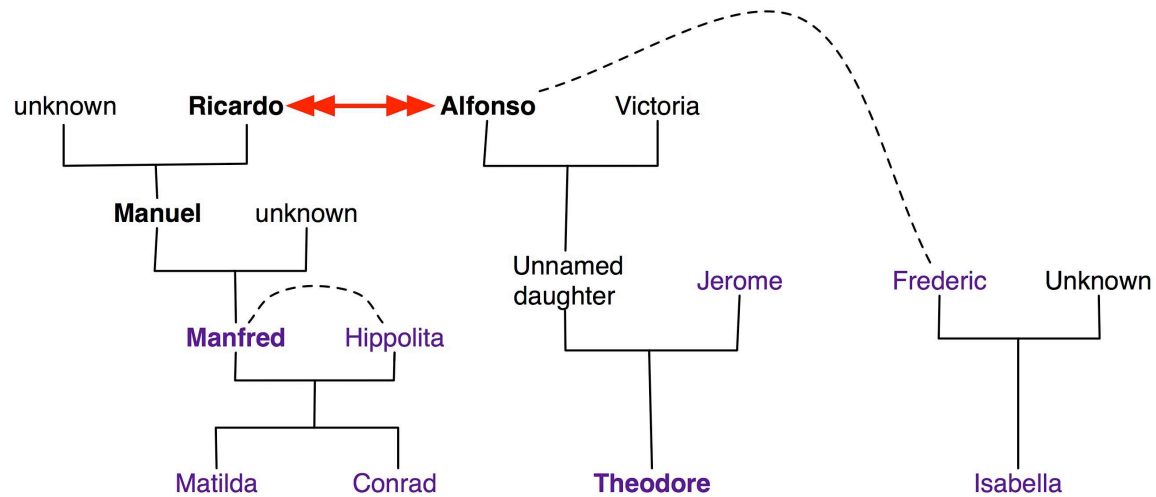 unknown
Ricardo
Alfonso
Victoria
Manuel
unknown
Unnamed
daughter
Jerome
Frederic
Unknown
Manfred
Hippolita
Matilda
Conrad
Theodore
Isabella